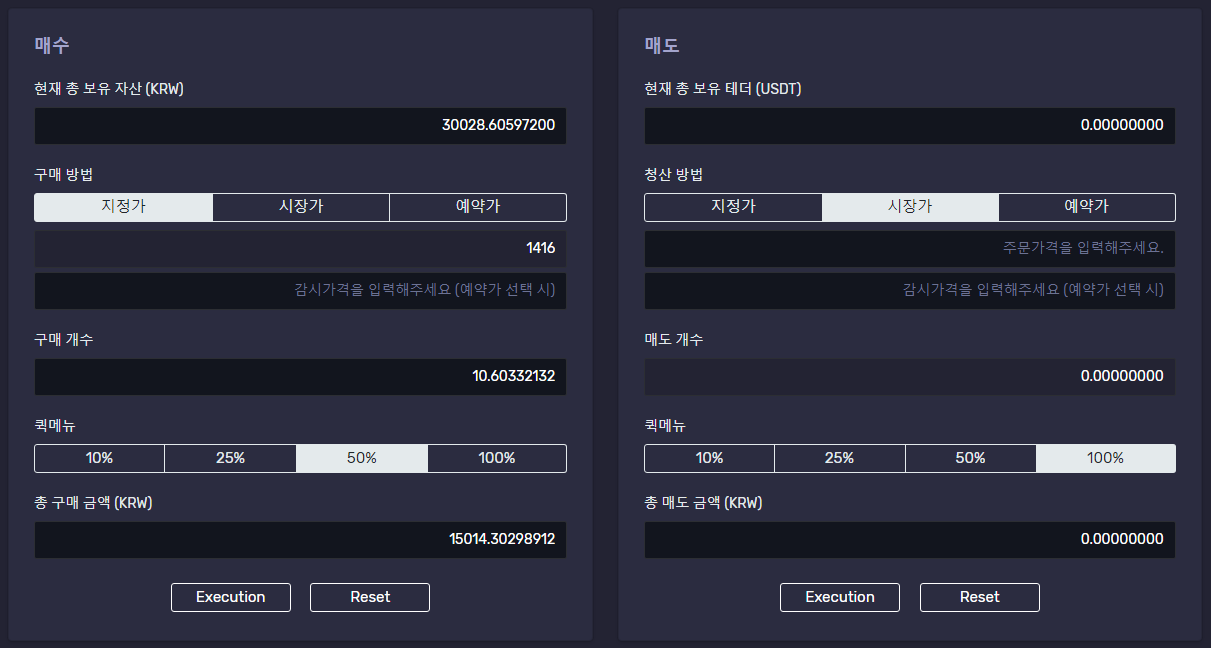 매수
현재 총 보유 자산 (KRW)
30028.60597200
구매 방법
지정가 시장가 예약가
1416
감시가격을 입력해주세요 (예약가 선택 시)
구매 개수
10.60332132
퀵메뉴
10% 25% 50% 100%
총 구매 금액 (KRW)
15014.30298912
Execution Reset
매도
현재 총 보유 테더 (USDT)
0.00000000
청산 방법
지정가 시장가 예약가
주문가격을 입력해주세요.
감시가격을 입력해주세요 (예약가 선택 시)
매도 개수
0.00000000
퀵메뉴
10% 25% 50% 100%
총 매도 금액 (KRW)
0.00000000
Execution Reset